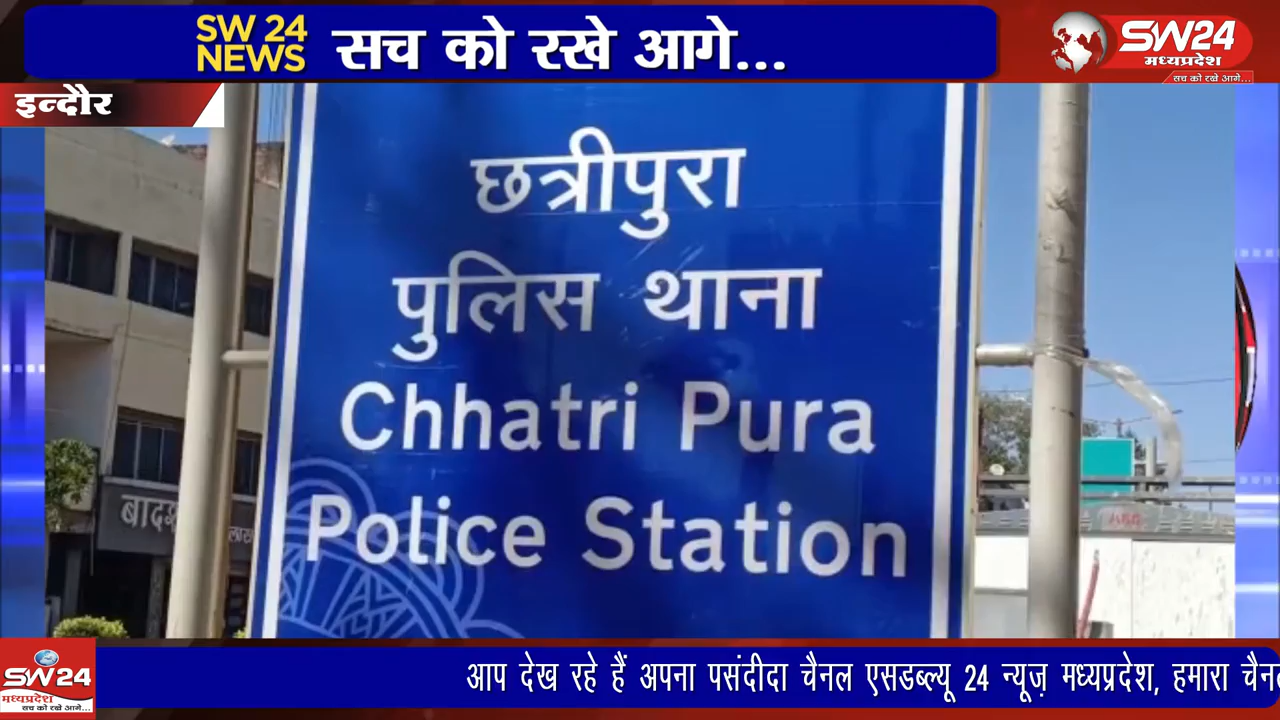 SW 24
NEWS
सच को रखे आगे...
SW24
मध्यप्रदेश
सच को रखे आगे...
इन्दौर
छत्रीपुरा
पुलिस थाना
Chhatri Pura
Police Station
SW24
मध्यप्रदेश
सच को रखे आगे...
आप देख रहे हैं अपना पसंदीदा चैनल एसडब्ल्यू 24 न्यूज़ मध्यप्रदेश, हमारा